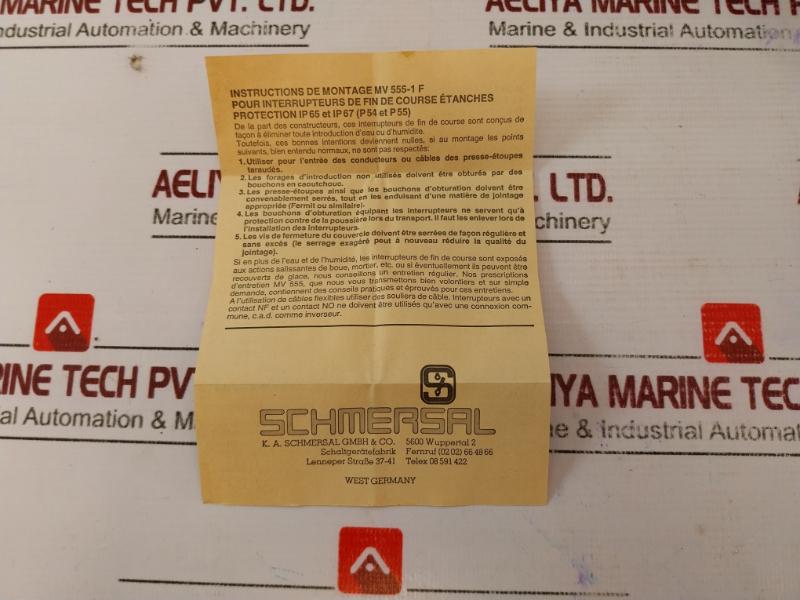 MARINE TECH PVT. LTD.
Industrial Automation & Machinery
AELIYA MARINE TECH P
Marine & Industrial Automation
AELIY
Marine
. LTD.
hinery
INSTRUCTIONS DE MONTAGE MV 555-1 F
POUR INTERRUPTEURS DE FIN DE COURSE ÉTANCHES
PROTECTION IP 65 et IP 67 (P 54 et P 55)
De la part des constructeurs, ces interrupteurs de fin de course sont conçus de
façon à éliminer toute introduction d'eau ou d'humidité.
Toutefois, ces bonnes intentions deviennent nulles, si au montage les points
suivants, bien entendu normaux, ne sont pas respectés:
1. Utiliser pour l'entrée des conducteurs ou câbles des presse-étoupes
taraudés.
2. Les forages d'introduction non utilisés doivent être obturés par des
bouchons en caoutchouc.
3. Les presse-étoupes ainsi que les bouchons d'obturation doivent être
convenablement serrés, tout en les enduisant d'une matière de jointage
appropriée (Fermit ou similaire).
4. Les bouchons d'obturation équipant les interrupteurs ne servent qu'à
protection contre de la poussière lors du transport. Il faut les enlever lors de
l'installation des interrupteurs.
5. Les vis de fermeture du couvercle doivent être serrées de façon régulière et
sans excés (le serrage exagéré peut à nouveau réduire la qualité du
jointage).
Si en plus de l'eau et de l'humidité, les interrupteurs de fin de course sont exposés
aux actions salissantes de boue, mortier, etc. ou si éventuellement ils peuvent être
recouverts de glace, nous conseillons un entretien régulier. Nos prescriptions
d'entretien MV 555, que nous vous transmettons bien volontiers et sur simple
demande, contiennent des conseils pratiques et éprouvés pour ces entretiens.
A l'utilisation de câbles flexibles utiliser des souliers de câble. Interrupteurs avec un
contact NF et un contact NO ne doivent être utilisés qu'avec une connexion com-
mune, c.a.d. comme inverseur.
SCHMERSAL
K. A. SCHMERSAL GMBH & CO. 5600 Wuppertal 2
Schaltgerätefabrik Fernruf (02 02) 66 48 66
Lenneper Straße 37-41 Telex 08 591 422
WEST GERMANY
RINE TECH PV
ustrial Automation & M
AELIYA MARINE TECH
e & Industrial Automat